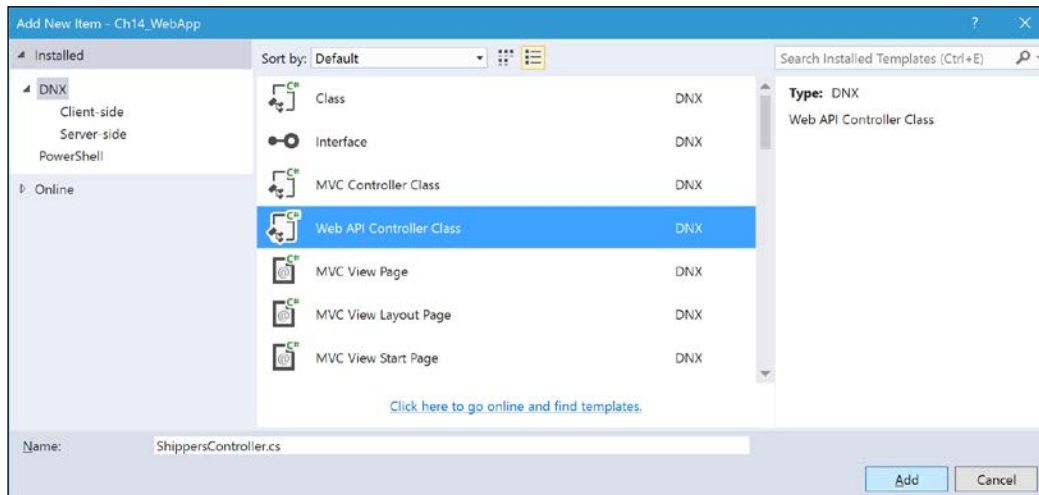 Add New Item - Ch14_WebApp ? ×
Installed
DNX
Client-side
Server-side
PowerShell
Online
Sort by: Default
C# Class DNX
Interface DNX
C# MVC Controller Class DNX
C# Web API Controller Class DNX
C# @ MVC View Page DNX
C# @ MVC View Layout Page DNX
C# @ MVC View Start Page DNX
Click here to go online and find templates.
Search Installed Templates (Ctrl+E)
Type: DNX
Web API Controller Class
Name: ShippersController.cs
Add Cancel